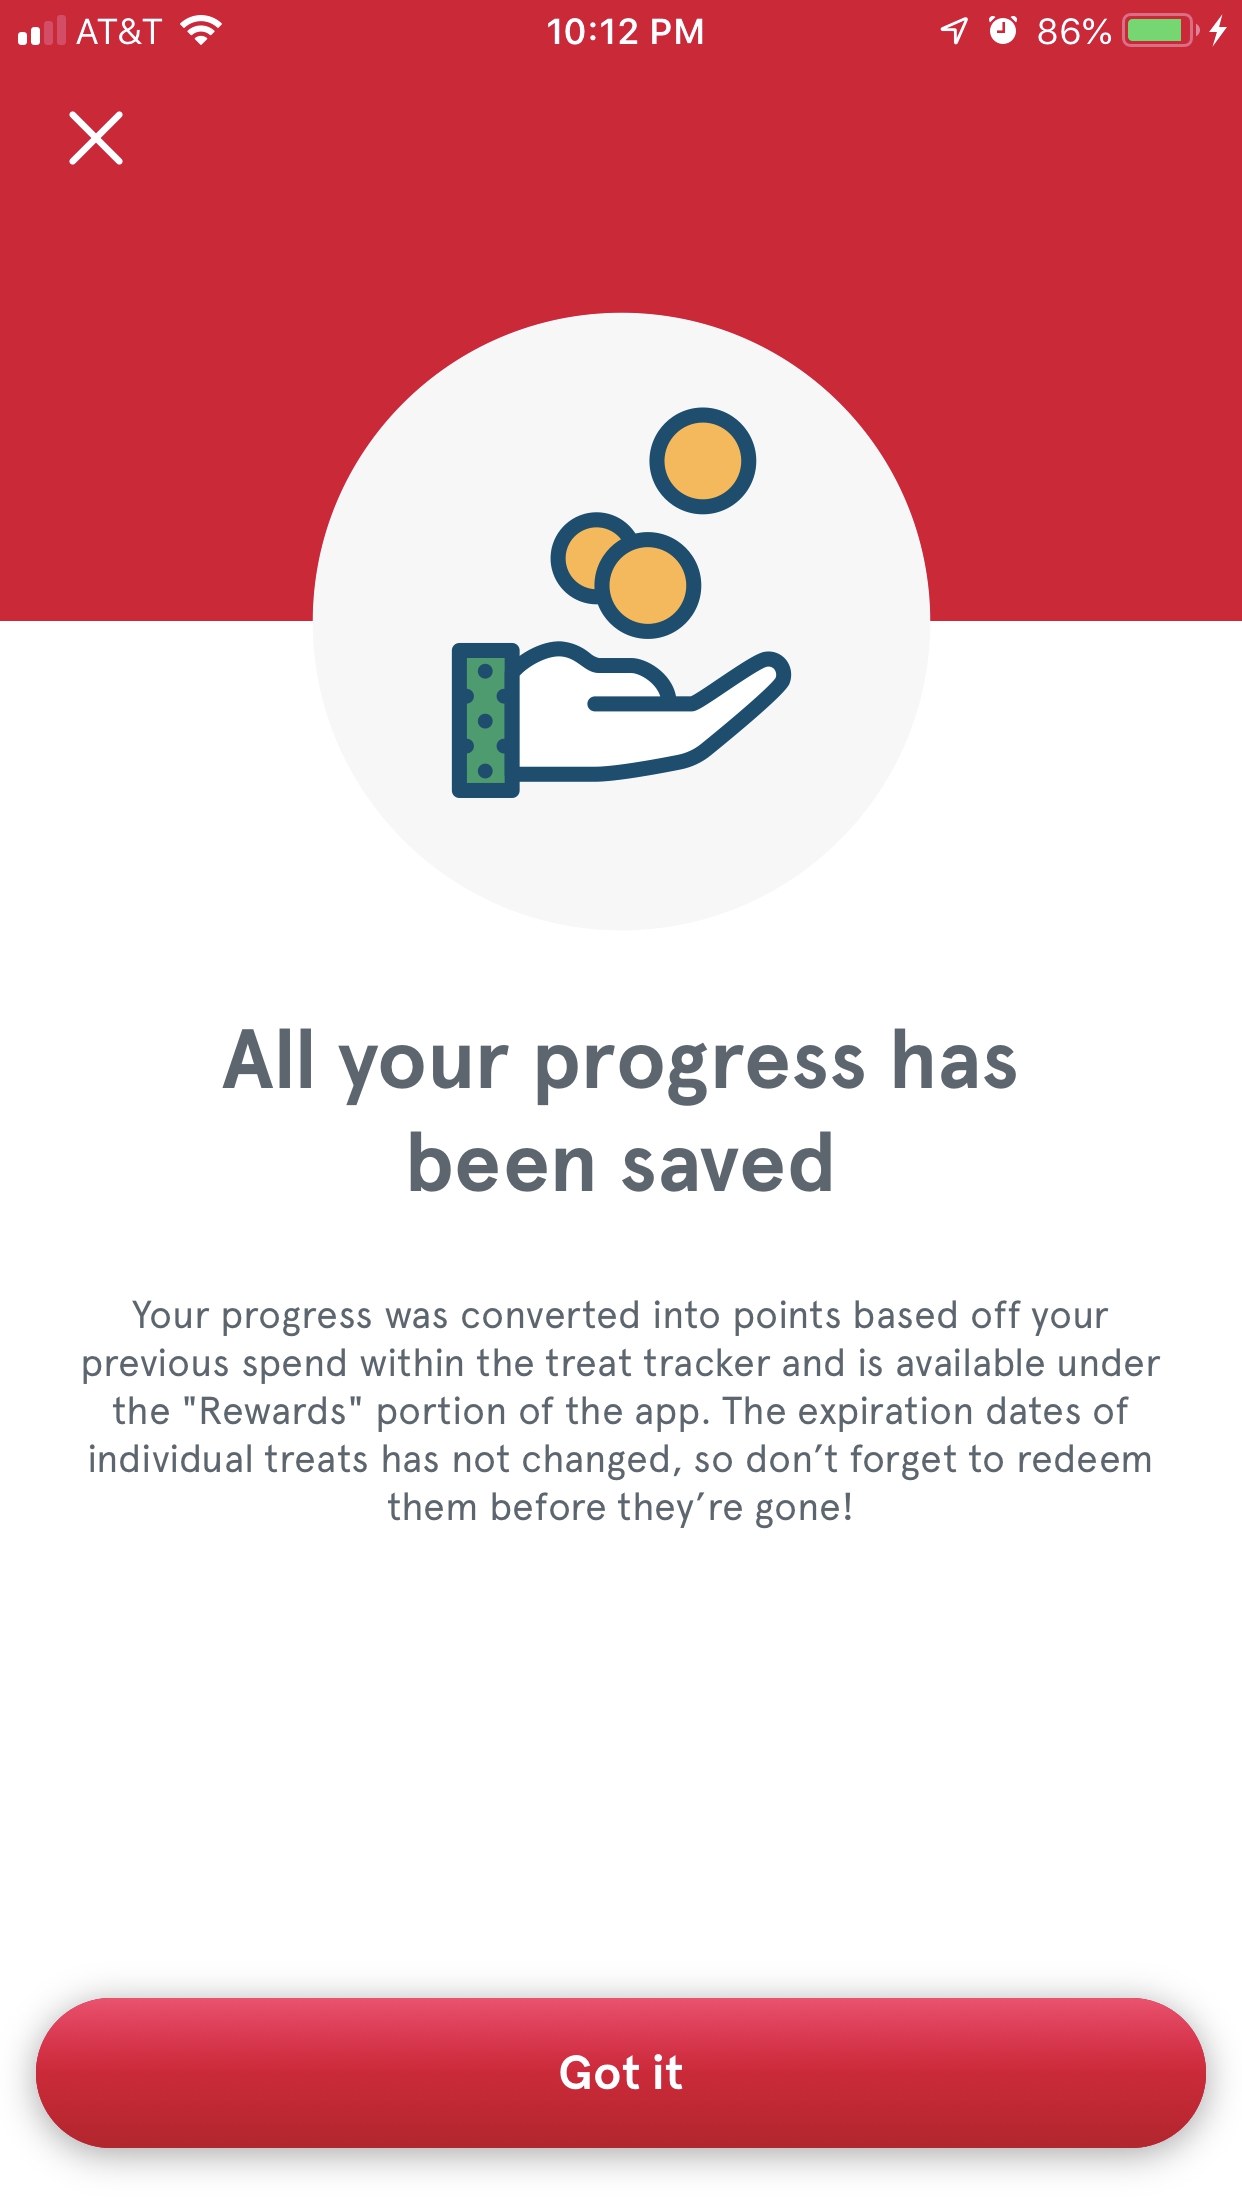 AT&T 10:12 PM 86%
All your progress has
been saved
Your progress was converted into points based off your
previous spend within the treat tracker and is available under
the "Rewards" portion of the app. The expiration dates of
individual treats has not changed, so don’t forget to redeem
them before they’re gone!
Got it